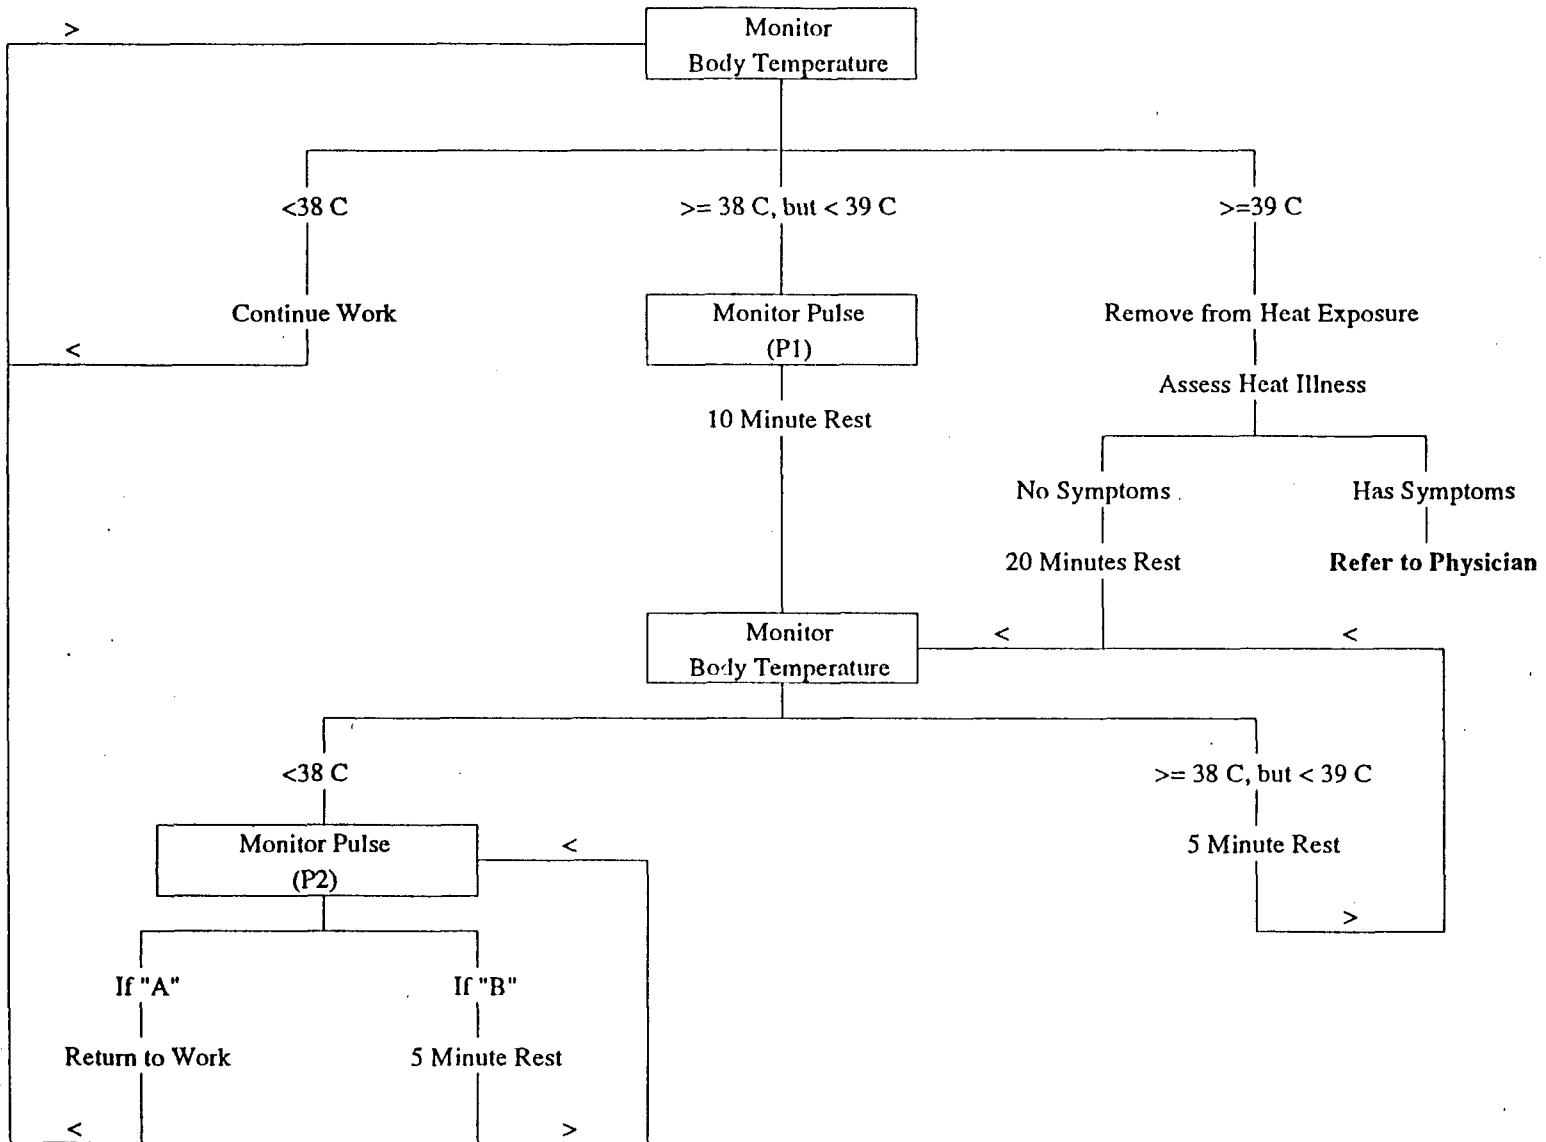 >
Monitor
Body Temperature
<38 C
>= 38 C, but < 39 C
>=39 C
Continue Work
<
Monitor Pulse
(P1)
Remove from Heat Exposure
Assess Heat Illness
10 Minute Rest
No Symptoms
Has Symptoms
20 Minutes Rest
Refer to Physician
Monitor
Body Temperature
<
<
<38 C
>= 38 C, but < 39 C
Monitor Pulse
(P2)
<
5 Minute Rest
>
If "A"
If "B"
Return to Work
5 Minute Rest
<
>